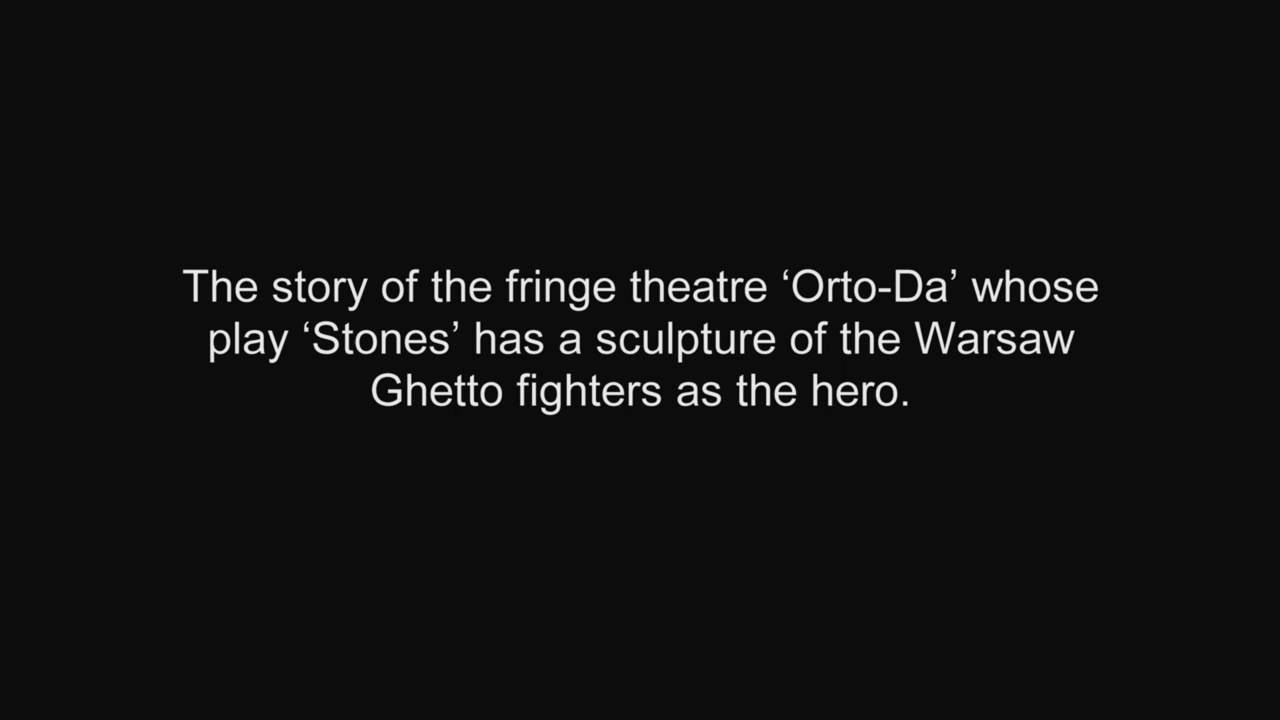 The story of the fringe theatre ‘Orto-Da’ whose
play ‘Stones’ has a sculpture of the Warsaw
Ghetto fighters as the hero.